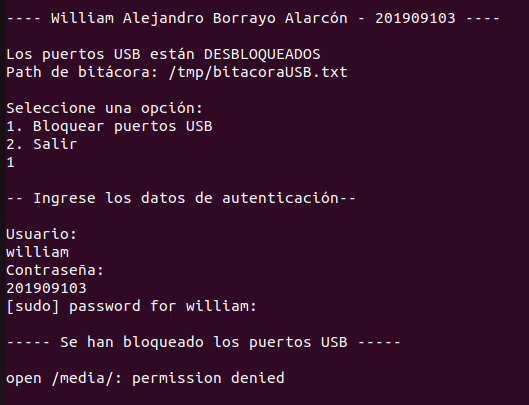 ---- William Alejandro Borrayo Alarcón - 201909103 ----
Los puertos USB están DESBLOQUEADOS
Path de bitácora: /tmp/bitacoraUSB.txt
Seleccione una opción:
1. Bloquear puertos USB
2. Salir
1
-- Ingrese los datos de autenticación--
Usuario:
william
Contraseña:
201909103
[sudo] password for william:
----- Se han bloqueado los puertos USB -----
open /media/: permission denied